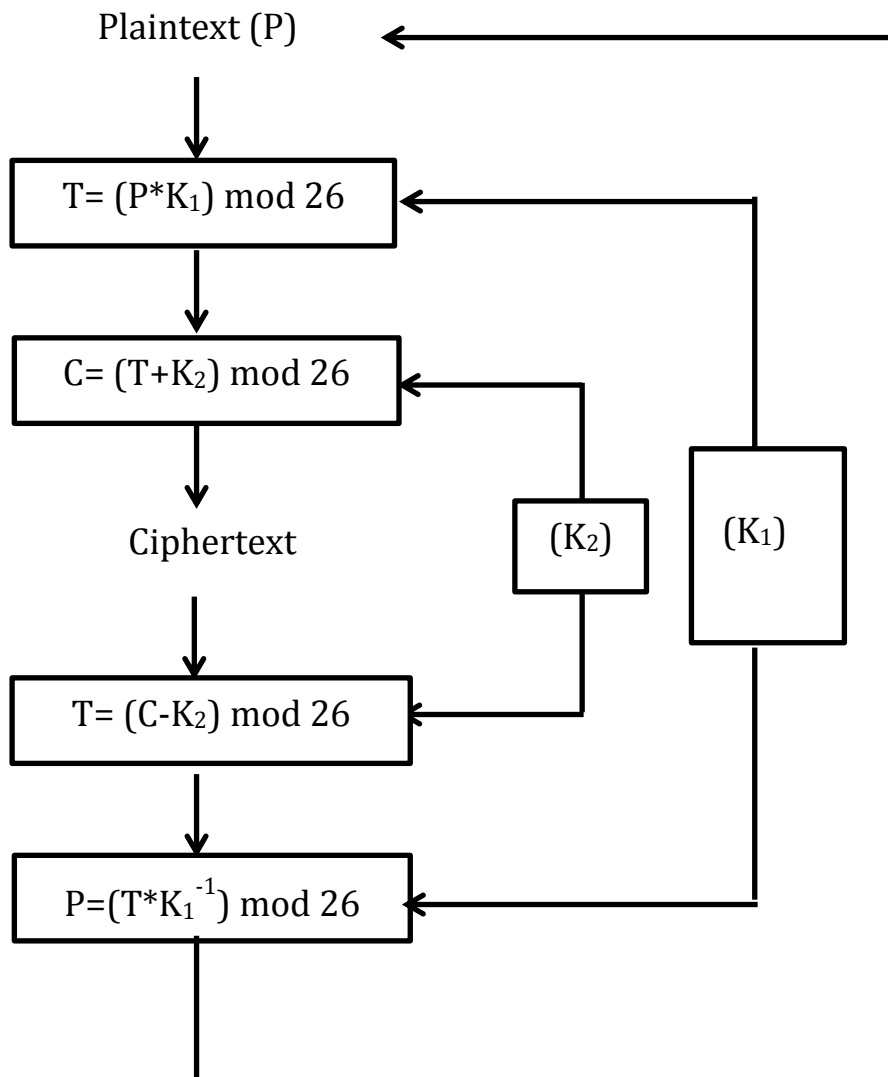 Plaintext (P)
T= (P*K₁) mod 26
C= (T+K₂) mod 26
Ciphertext
(K₂)
(K₁)
T= (C-K₂) mod 26
P=(T*K₁⁻¹) mod 26